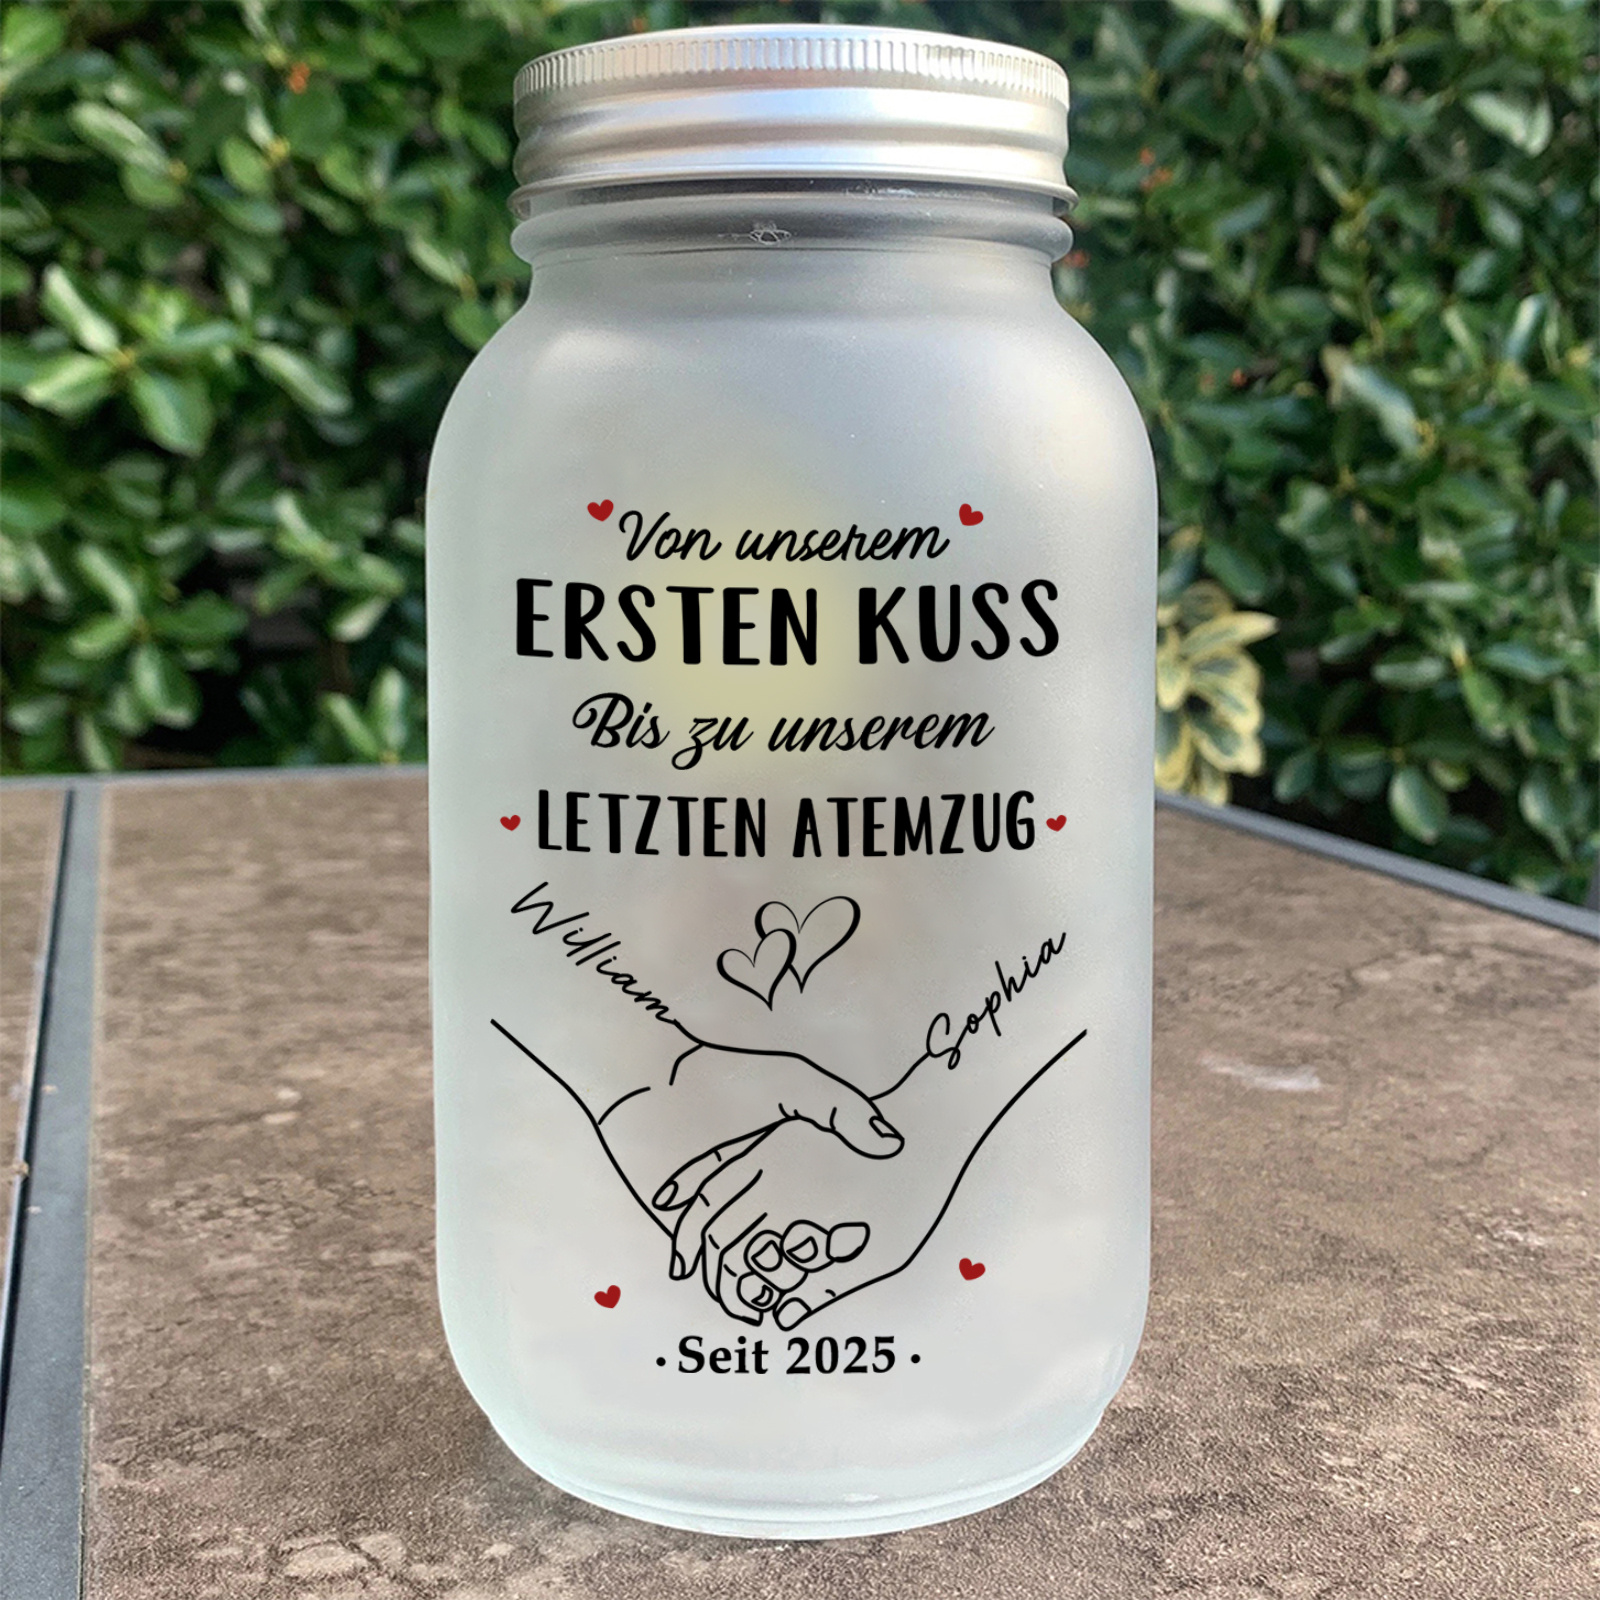 Von unserem
ERSTEN KUSS
Bis zu unserem
LETZTEN ATEMZUG
William
Sophia
· Seit 2025 ·